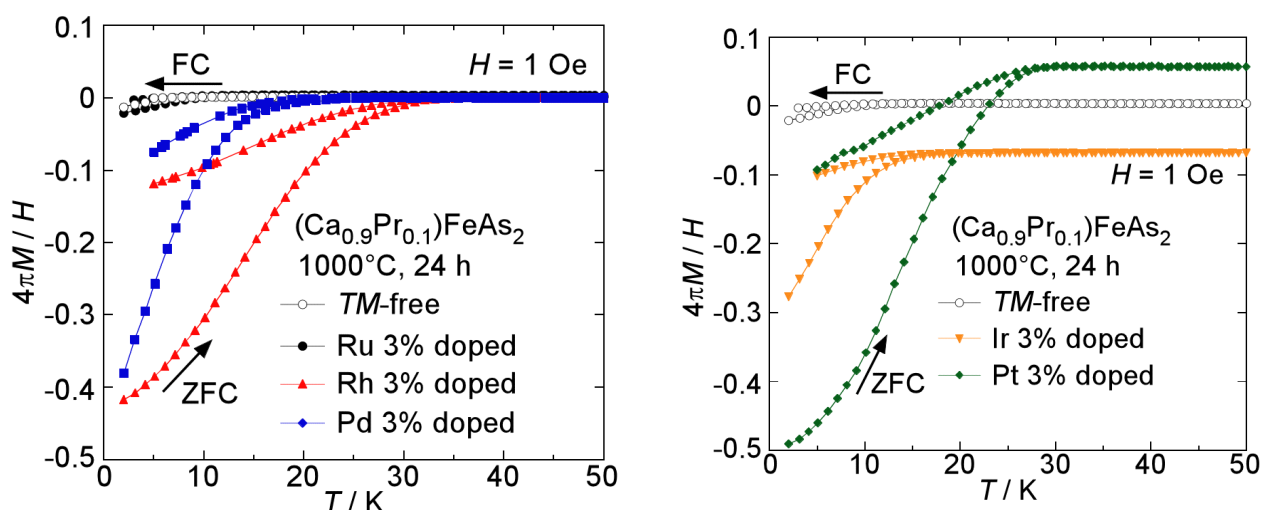 0.1
0
-0.1
-0.2
-0.3
-0.4
-0.5
4πM / H
FC
H = 1 Oe
(Ca0.9Pr0.1)FeAs2
1000°C, 24 h
TM-free
Ru 3% doped
Rh 3% doped
Pd 3% doped
ZFC
0 10 20 30 40 50
T / K
0.1
0
-0.1
-0.2
-0.3
-0.4
-0.5
4πM / H
FC
H = 1 Oe
(Ca0.9Pr0.1)FeAs2
1000°C, 24 h
TM-free
Ir 3% doped
Pt 3% doped
ZFC
0 10 20 30 40 50
T / K